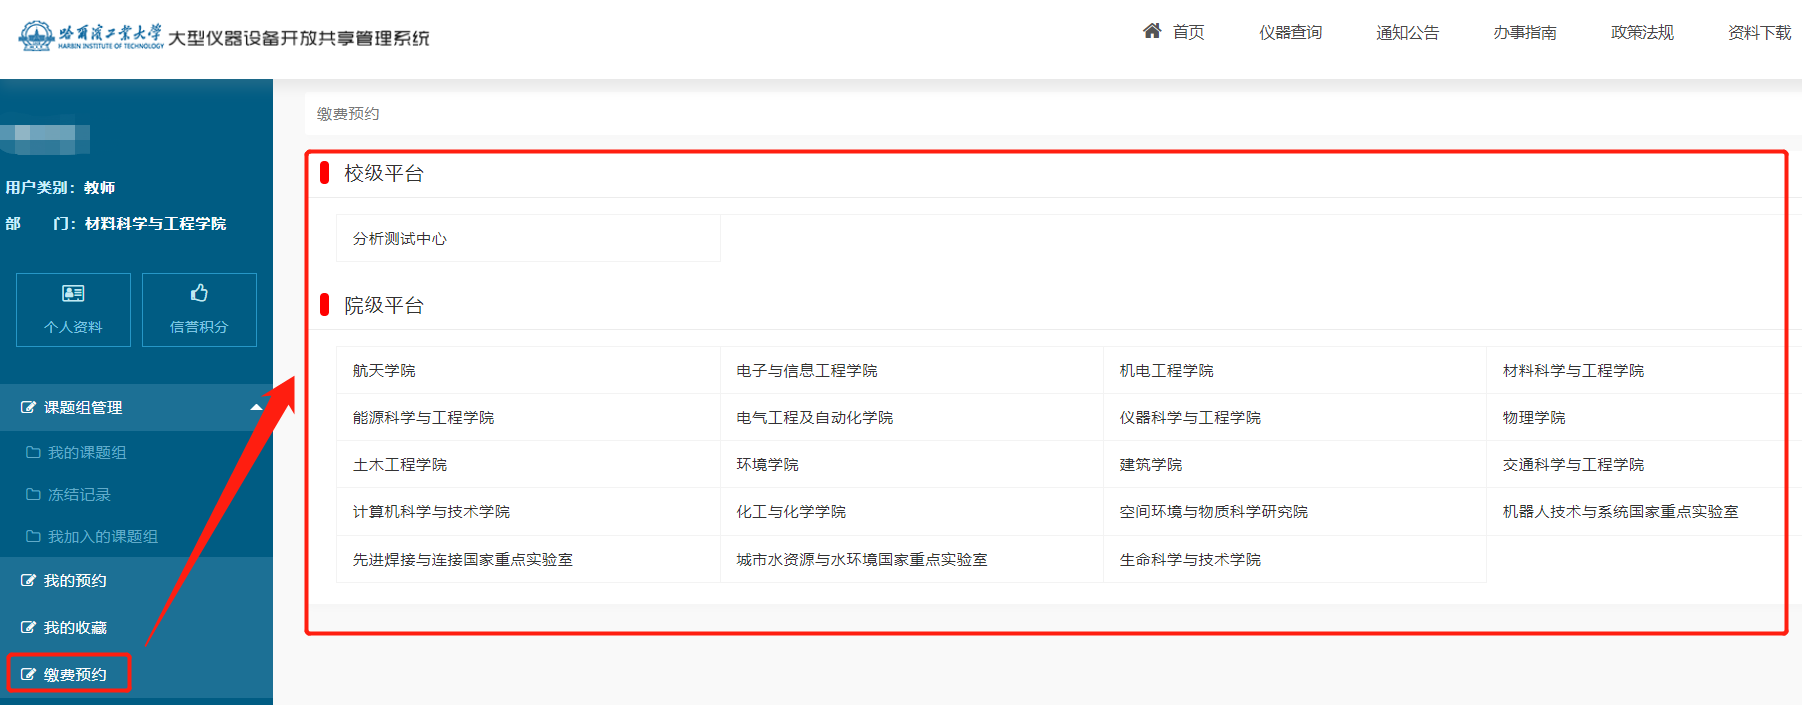 哈尔滨工业大学
HARBIN INSTITUTE OF TECHNOLOGY
大型仪器设备开放共享管理系统
首页 仪器查询 通知公告 办事指南 政策法规 资料下载
用户类别：教师
部 门：材料科学与工程学院
个人资料 信誉积分
课题组管理
我的课题组
冻结记录
我加入的课题组
我的预约
我的收藏
缴费预约
缴费预约
校级平台
分析测试中心
院级平台
航天学院 电子与信息工程学院 机电工程学院 材料科学与工程学院
能源科学与工程学院 电气工程及自动化学院 仪器科学与工程学院 物理学院
土木工程学院 环境学院 建筑学院 交通科学与工程学院
计算机科学与技术学院 化工与化学学院 空间环境与物质科学研究院 机器人技术与系统国家重点实验室
先进焊接与连接国家重点实验室 城市水资源与水环境国家重点实验室 生命科学与技术学院